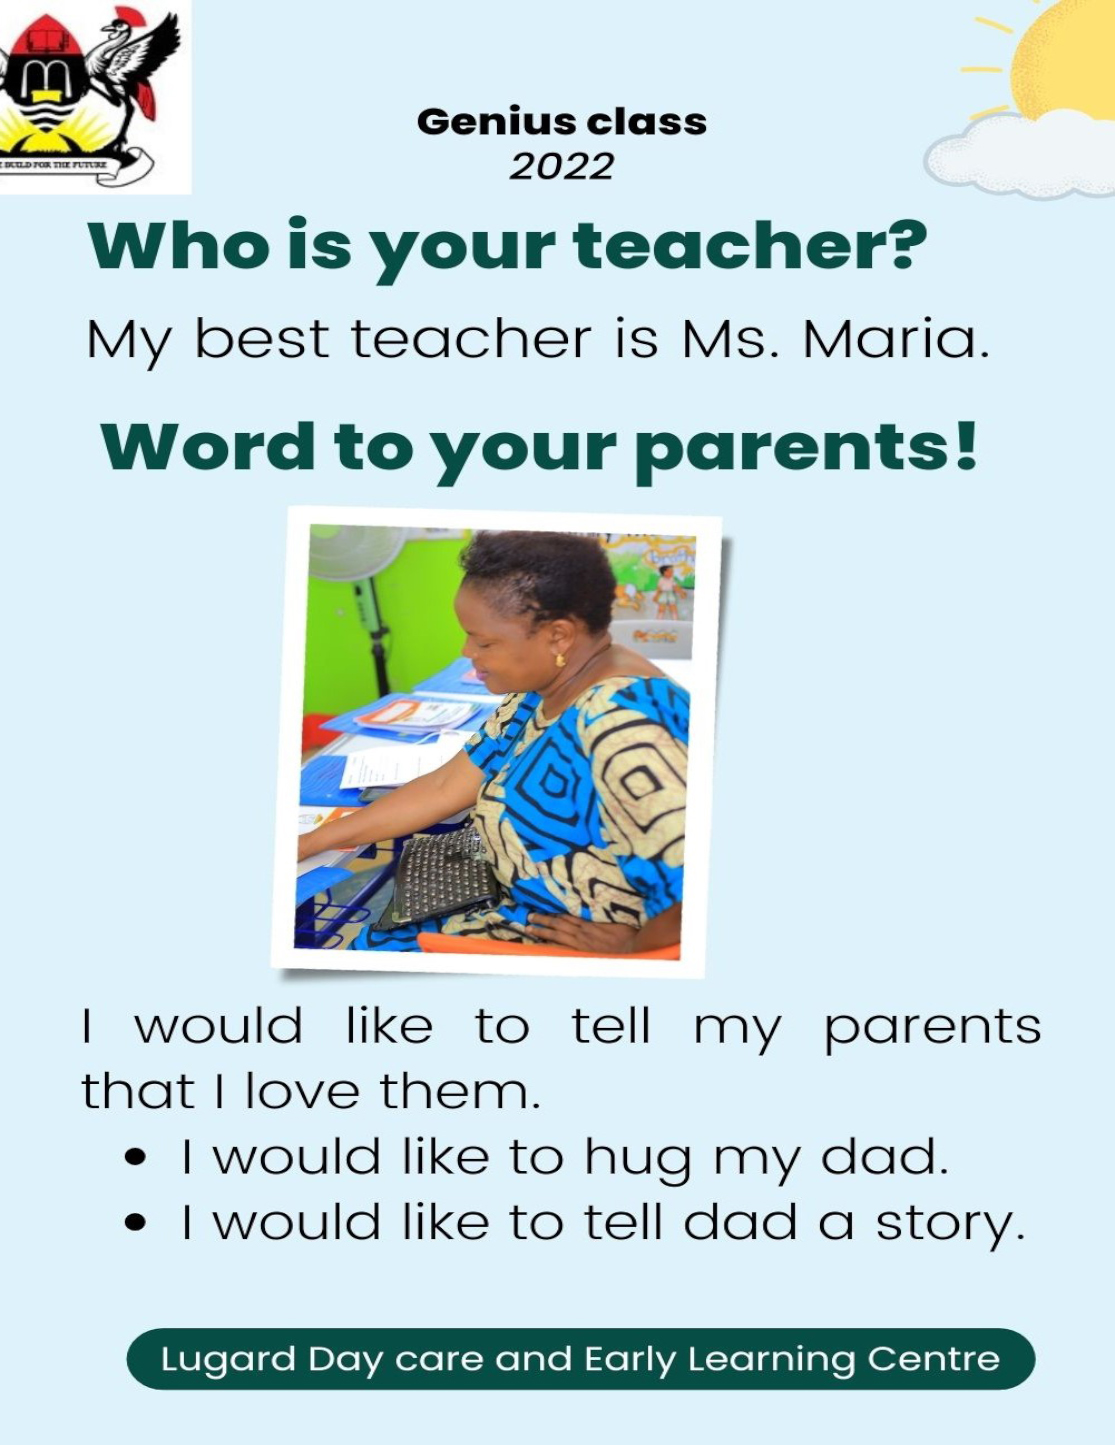 BUILD FOR THE FUTURE
Genius class
2022
Who is your teacher?
My best teacher is Ms. Maria.
Word to your parents!
I would like to tell my parents
that I love them.
• I would like to hug my dad.
• I would like to tell dad a story.
Lugard Day care and Early Learning Centre